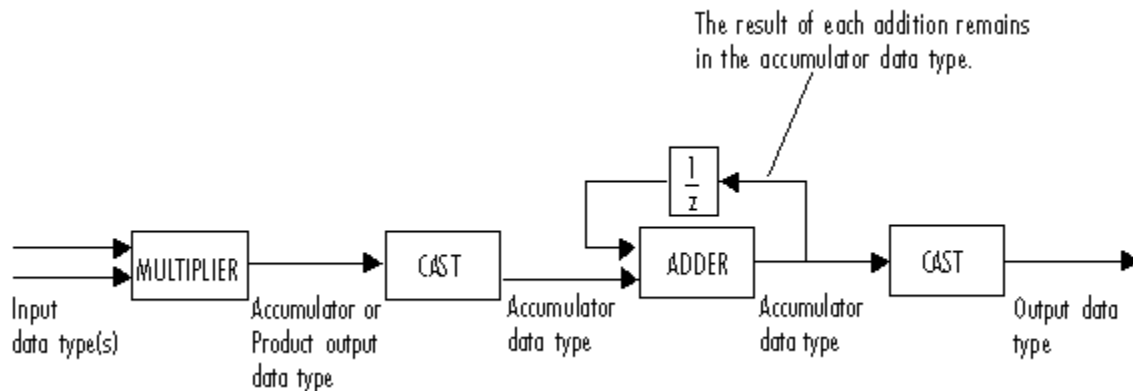 The result of each addition remains
in the accumulator data type.
1
z
MULTIPLIER
CAST
ADDER
CAST
Input
data type(s)
Accumulator or
Product output
data type
Accumulator
data type
Accumulator
data type
Output data
type